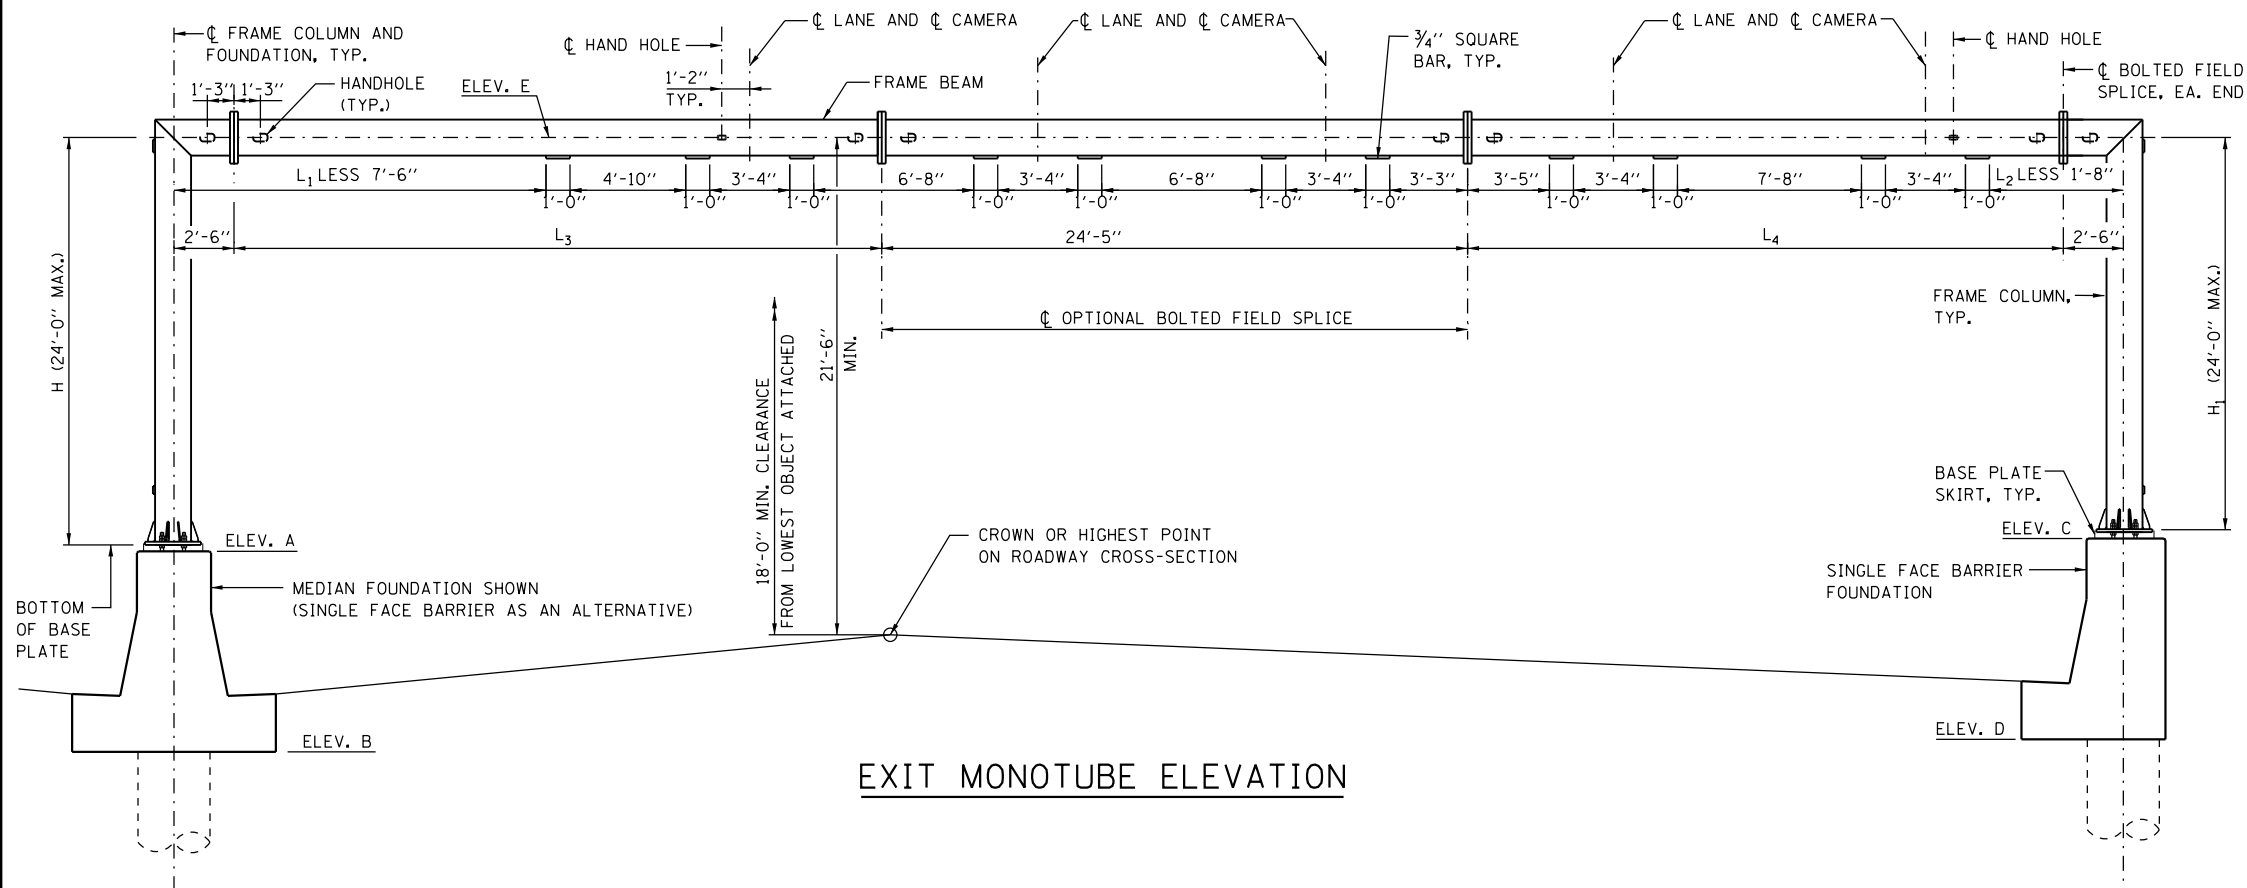 ℄ FRAME COLUMN AND
FOUNDATION, TYP.
℄ HAND HOLE
℄ LANE AND ℄ CAMERA
℄ LANE AND ℄ CAMERA
3/4" SQUARE
BAR, TYP.
℄ LANE AND ℄ CAMERA
℄ HAND HOLE
℄ BOLTED FIELD
SPLICE, EA. END
1'-3" 1'-3"
HANDHOLE
(TYP.)
ELEV. E
1'-2"
TYP.
FRAME BEAM
L1 LESS 7'-6"
4'-10"
3'-4"
6'-8"
3'-4"
6'-8"
3'-4"
3'-3"
3'-5"
3'-4"
7'-8"
3'-4"
L2 LESS 1'-8"
1'-0"
1'-0"
1'-0"
1'-0"
1'-0"
1'-0"
1'-0"
1'-0"
1'-0"
1'-0"
1'-0"
2'-6"
L3
24'-5"
L4
2'-6"
H (24'-0" MAX.)
18'-0" MIN. CLEARANCE
FROM LOWEST OBJECT ATTACHED
21'-6"
MIN.
℄ OPTIONAL BOLTED FIELD SPLICE
FRAME COLUMN,
TYP.
H1 (24'-0" MAX.)
BASE PLATE
SKIRT, TYP.
ELEV. A
ELEV. C
CROWN OR HIGHEST POINT
ON ROADWAY CROSS-SECTION
MEDIAN FOUNDATION SHOWN
(SINGLE FACE BARRIER AS AN ALTERNATIVE)
SINGLE FACE BARRIER
FOUNDATION
BOTTOM
OF BASE
PLATE
ELEV. B
ELEV. D
EXIT MONOTUBE ELEVATION